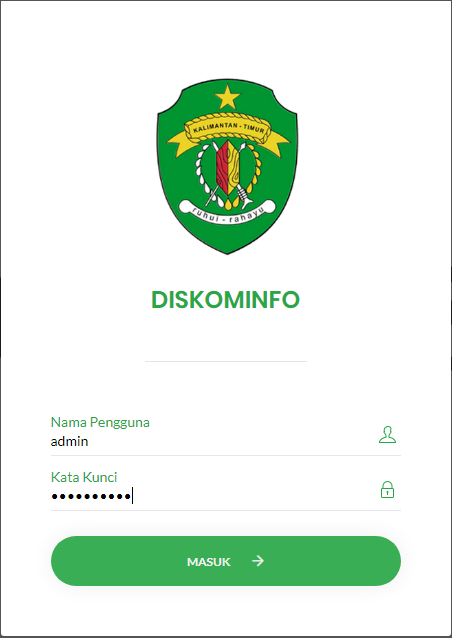 KALIMANTAN - TIMUR
ruhui - rahayu
DISKOMINFO
Nama Pengguna
admin
Kata Kunci
••••••••••
MASUK →